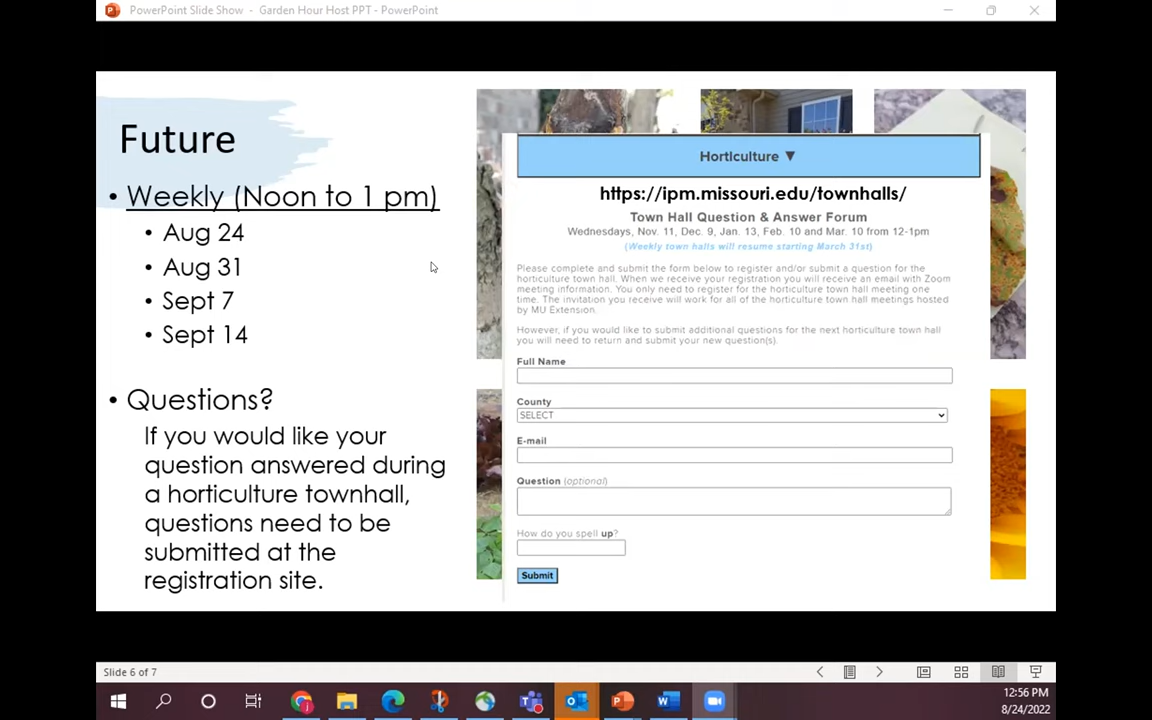 PowerPoint Slide Show - Garden Hour Host PPT - PowerPoint
Future
• Weekly (Noon to 1 pm)
• Aug 24
• Aug 31
• Sept 7
• Sept 14
• Questions?
If you would like your
question answered during
a horticulture townhall,
questions need to be
submitted at the
registration site.
Horticulture ▼
https://ipm.missouri.edu/townhalls/
Town Hall Question & Answer Forum
Wednesdays, Nov. 11, Dec. 9, Jan. 13, Feb. 10 and Mar. 10 from 12-1pm
(Weekly town halls will resume starting March 31st)
Please complete and submit the form below to register and/or submit a question for the
horticulture town hall. When we receive your registration you will receive an email with Zoom
meeting information. You only need to register for the horticulture town hall meeting one
time. The invitation you receive will work for all of the horticulture town hall meetings hosted
by MU Extension.
However, if you would like to submit additional questions for the next horticulture town hall
you will need to return and submit your new question(s).
Full Name
County
SELECT
E-mail
Question (optional)
How do you spell up?
Submit
Slide 6 of 7
12:56 PM
8/24/2022